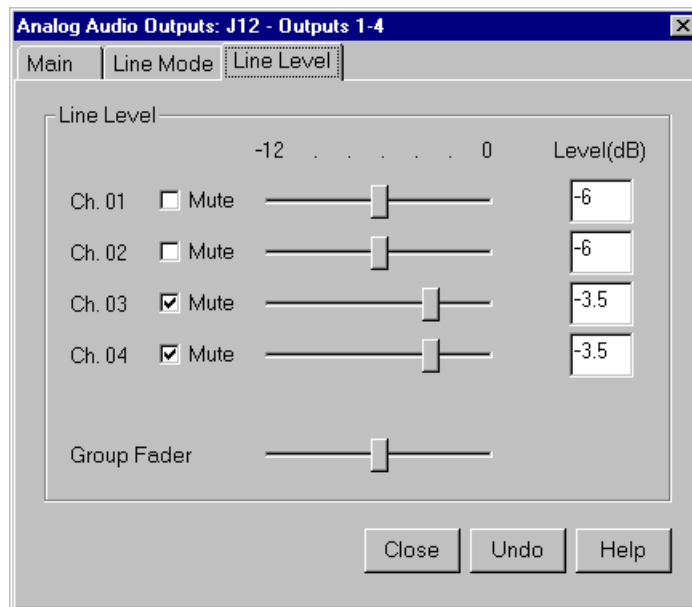 Analog Audio Outputs: J12 - Outputs 1-4
Main Line Mode Line Level
Line Level
-12 . . . . . 0 Level(dB)
Ch. 01 Mute -6
Ch. 02 Mute -6
Ch. 03 Mute -3.5
Ch. 04 Mute -3.5
Group Fader
Close Undo Help